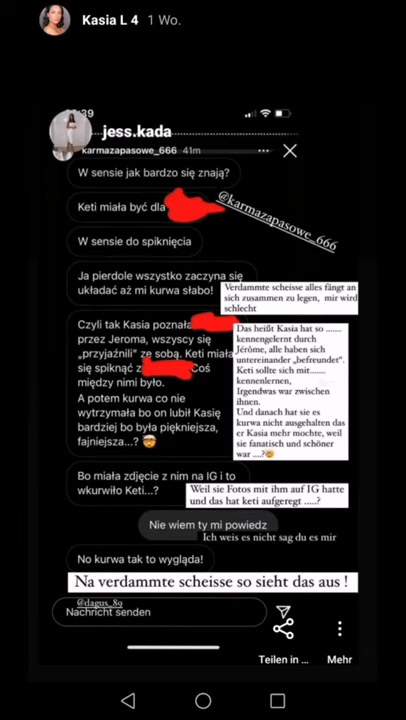 Kasia L 4 1 Wo.
:39
jess.kada
karmazapasowe_666 41m
W sensie jak bardzo się znają?
Keti miała być dla
@karmazapasowe_666
W sensie do spiknięcia
Ja pierdole wszystko zaczyna się
układać aż mi kurwa słabo!
Verdammte scheisse alles fängt an
sich zusammen zu legen, mir wird
schlecht
Czyli tak Kasia poznała
przez Jeroma, wszyscy się
„przyjaźnili” ze sobą. Keti miała
się spiknąć z Coś
między nimi było.
A potem kurwa co nie
wytrzymała bo on lubił Kasię
bardziej bo była piękniejsza,
fajniejsza...? 🤯
Das heißt Kasia hat so .......
kennengelernt durch
Jérôme, alle haben sich
untereinander „befreundet“.
Keti sollte sich mit.......
kennenlernen,
Irgendwas war zwischen
ihnen.
Und danach hat sie es
kurwa nicht ausgehalten das
er Kasia mehr mochte, weil
sie fanatisch und schöner
war ....?🤯
Bo miała zdjęcie z nim na IG i to
wkurwiło Keti...?
Weil sie Fotos mit ihm auf IG hatte
und das hat keti aufgeregt .....?
Nie wiem ty mi powiedz
Ich weis es nicht sag du es mir
No kurwa tak to wygląda!
Na verdammte scheisse so sieht das aus !
@dagus_89
Nachricht senden
Teilen in ... Mehr